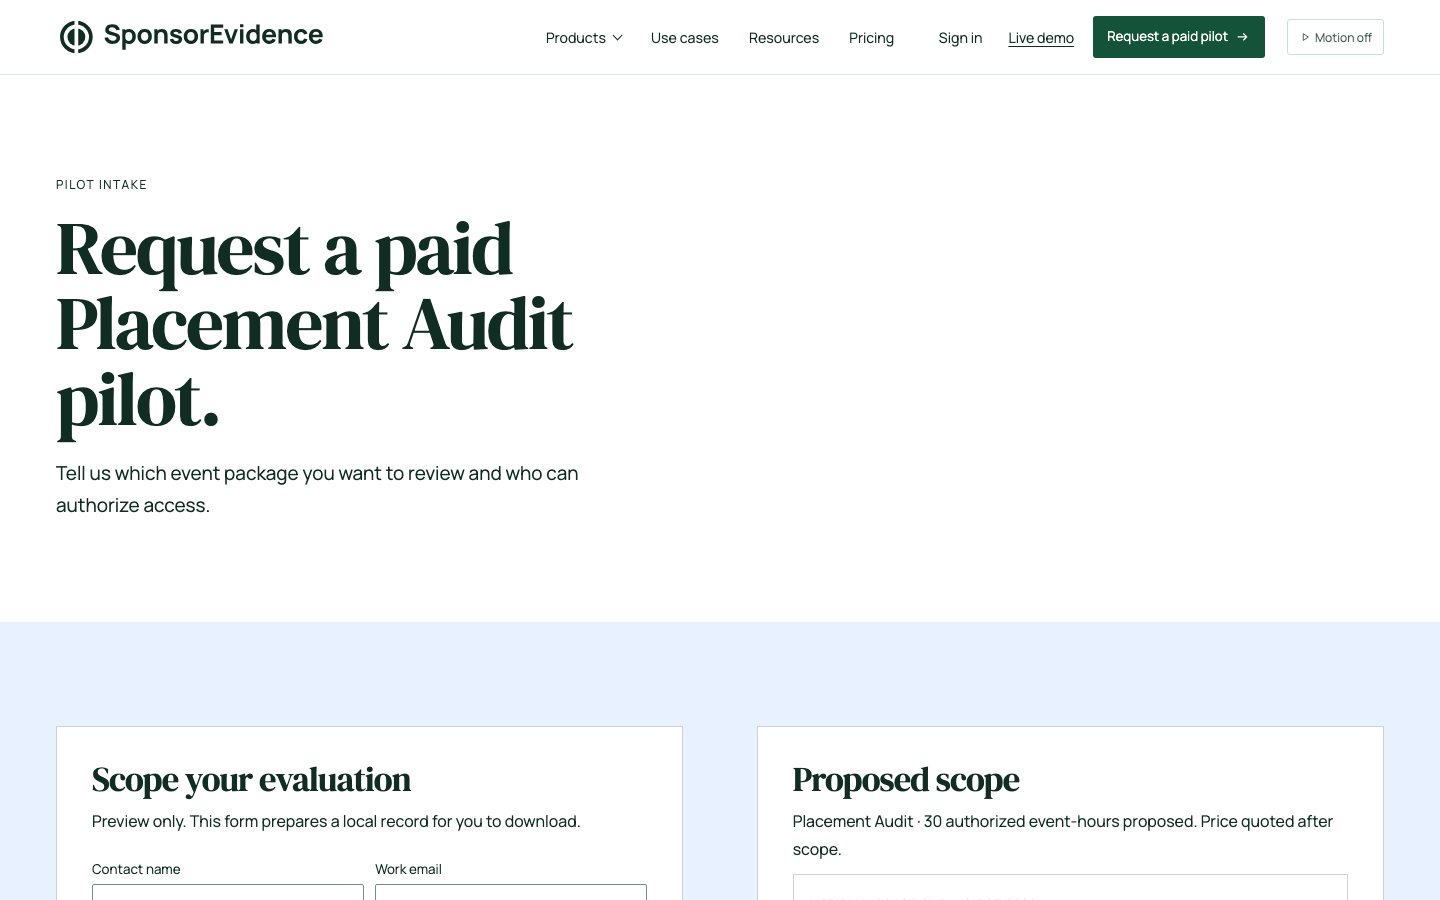 SponsorEvidence
Products
Use cases
Resources
Pricing
Sign in
Live demo
Request a paid pilot →
Motion off
PILOT INTAKE
Request a paid
Placement Audit
pilot.
Tell us which event package you want to review and who can
authorize access.
Scope your evaluation
Preview only. This form prepares a local record for you to download.
Contact name
Work email
Proposed scope
Placement Audit · 30 authorized event-hours proposed. Price quoted after
scope.